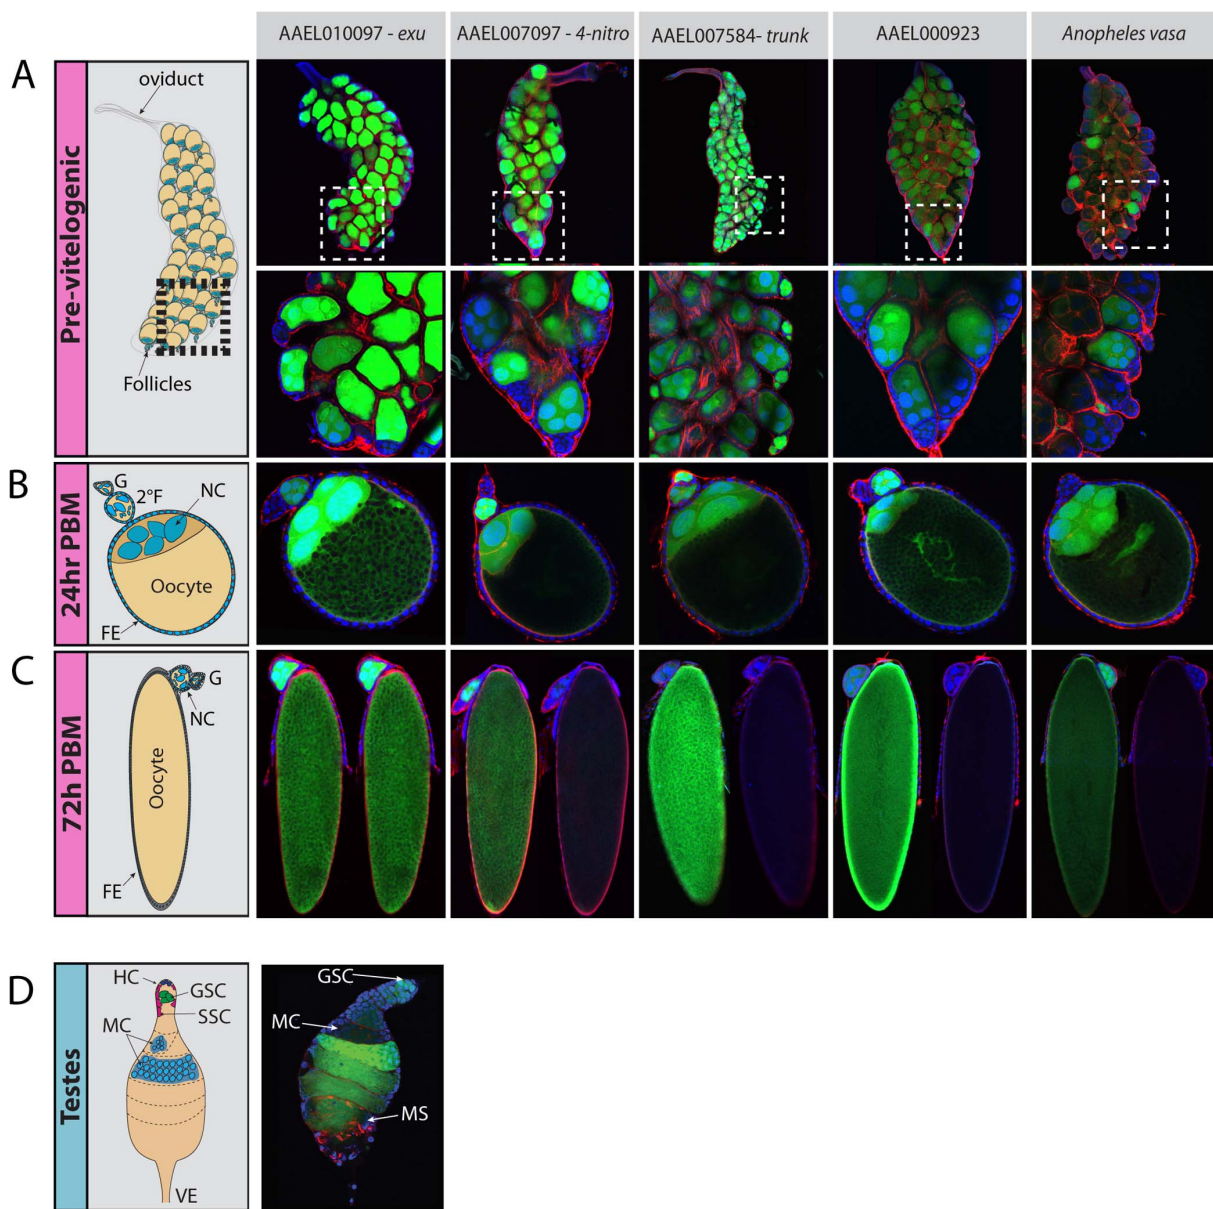 AAEL010097 - exu
AAEL007097 - 4-nitro
AAEL007584- trunk
AAEL000923
Anopheles vasa
A
Pre-vitelogenic
oviduct
Follicles
B
24hr PBM
G
2°F
NC
Oocyte
FE
C
72h PBM
G
NC
Oocyte
FE
D
Testes
HC
GSC
SSC
MC
VE
GSC
MC
MS